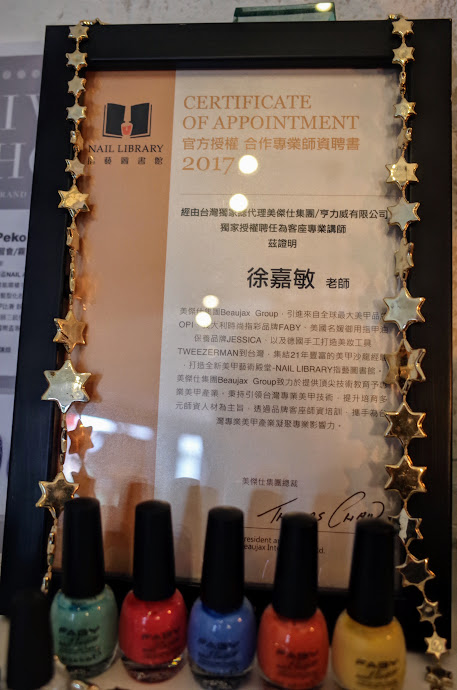 NAIL LIBRARY
指藝圖書館
CERTIFICATE
OF APPOINTMENT
官方授權 合作專業師資聘書
2017
經由台灣獨家總代理美傑仕集團/亨力威有限公司
獨家授權聘任為客座專業講師
茲證明
徐嘉敏 老師
美傑仕集團Beaujax Group，引進來自全球最大美甲品
OPI、義大利時尚指彩品牌FABY、美國名媛御用指甲
保養品牌JESSICA、以及德國手工打造美妝工具
TWEEZERMAN到台灣，集結21年豐富的美甲沙龍經
，打造全新美甲藝術殿堂-NAIL LIBRARY指藝圖書館。
美傑仕集團Beaujax Group致力於提供頂尖技術教育予
業美甲產業，秉持引領台灣專業美甲技術、提升培育多
元師資人材為主旨，透過品牌客座師資培訓，攜手為
灣專業美甲產業凝聚專業影響力。
美傑仕集團總裁
Thomas Chan
Peko
FABY
FABY
FABY
FABY
FABY